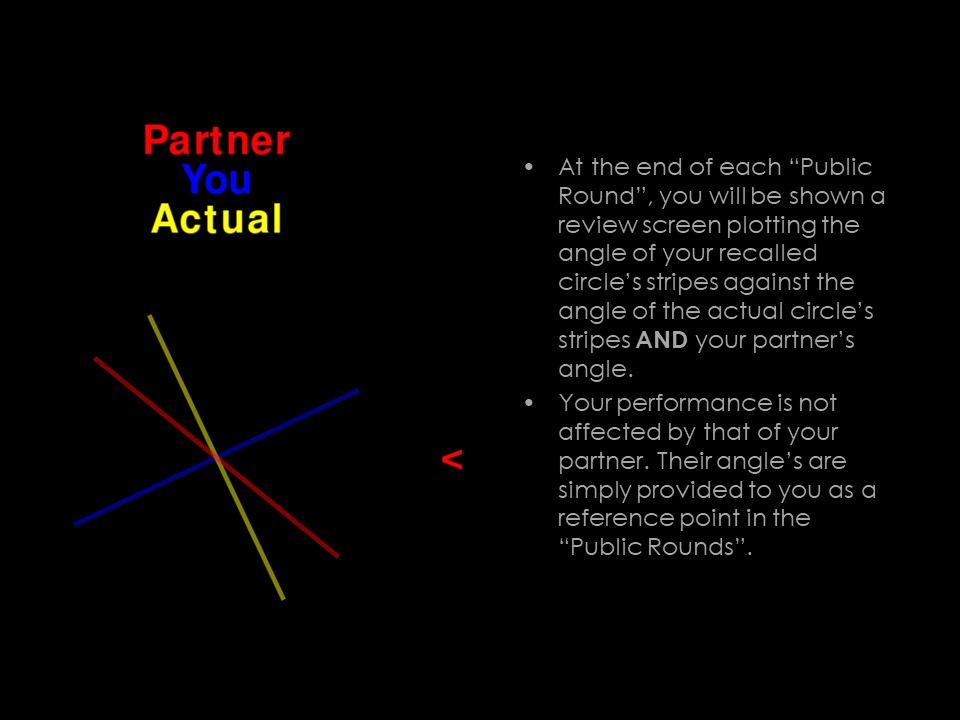 Partner
You
Actual
<
• At the end of each “Public
Round”, you will be shown a
review screen plotting the
angle of your recalled
circle’s stripes against the
angle of the actual circle’s
stripes AND your partner’s
angle.
• Your performance is not
affected by that of your
partner. Their angle’s are
simply provided to you as a
reference point in the
“Public Rounds”.